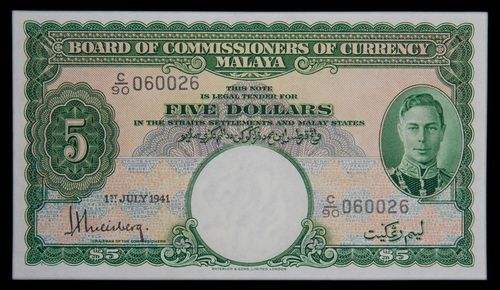 BOARD OF COMMISSIONERS OF CURRENCY
MALAYA
C/90 060026
THIS NOTE
IS LEGAL TENDER FOR
FIVE DOLLARS
IN THE STRAITS SETTLEMENTS AND MALAY STATES
5
1ST JULY 1941
C/90 060026
CHAIRMAN OF THE COMMISSIONERS
ليم رڠݢيت
$5
$5
WATERLOW & SONS LIMITED, LONDON